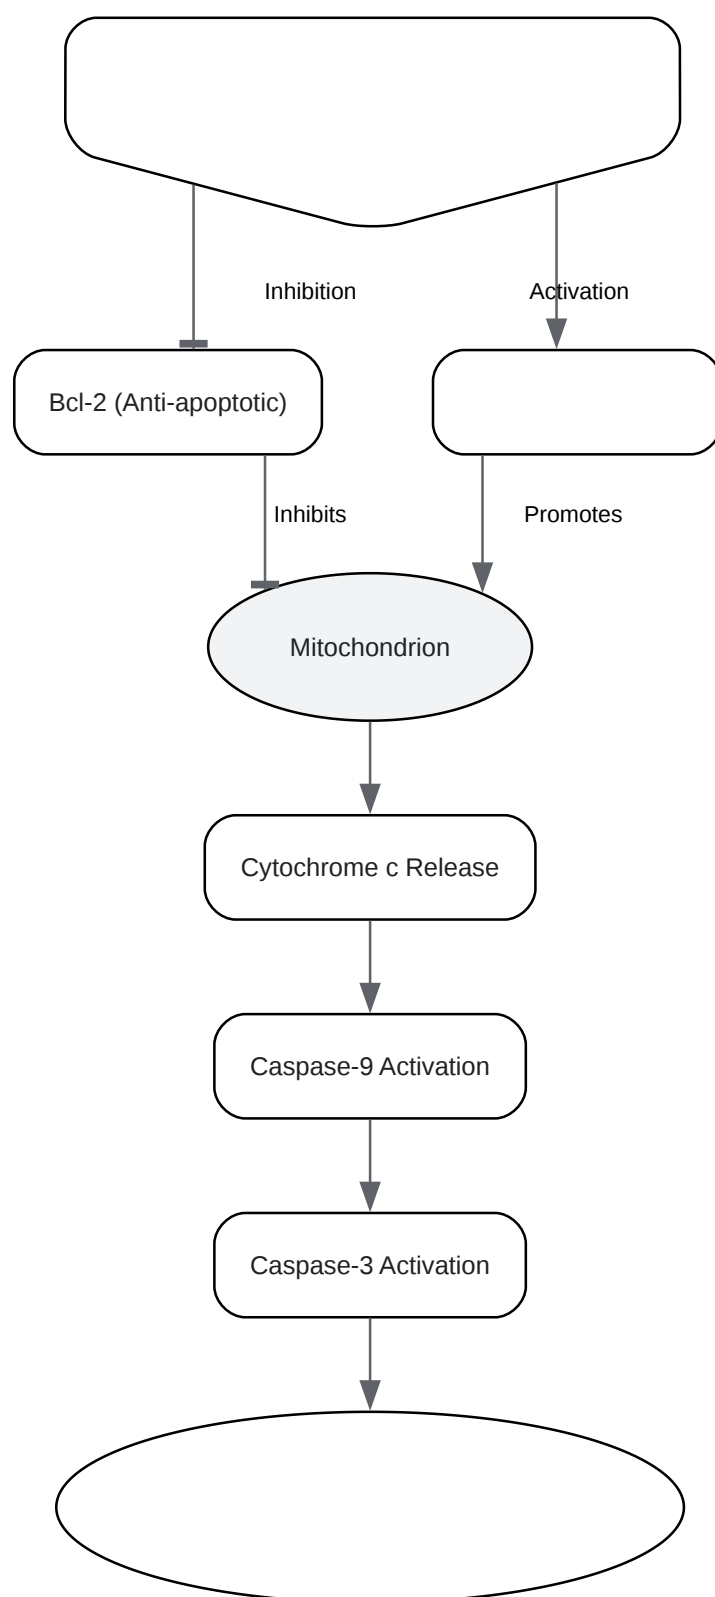 Inhibition
Activation
Bcl-2 (Anti-apoptotic)
Inhibits
Promotes
Mitochondrion
Cytochrome c Release
Caspase-9 Activation
Caspase-3 Activation